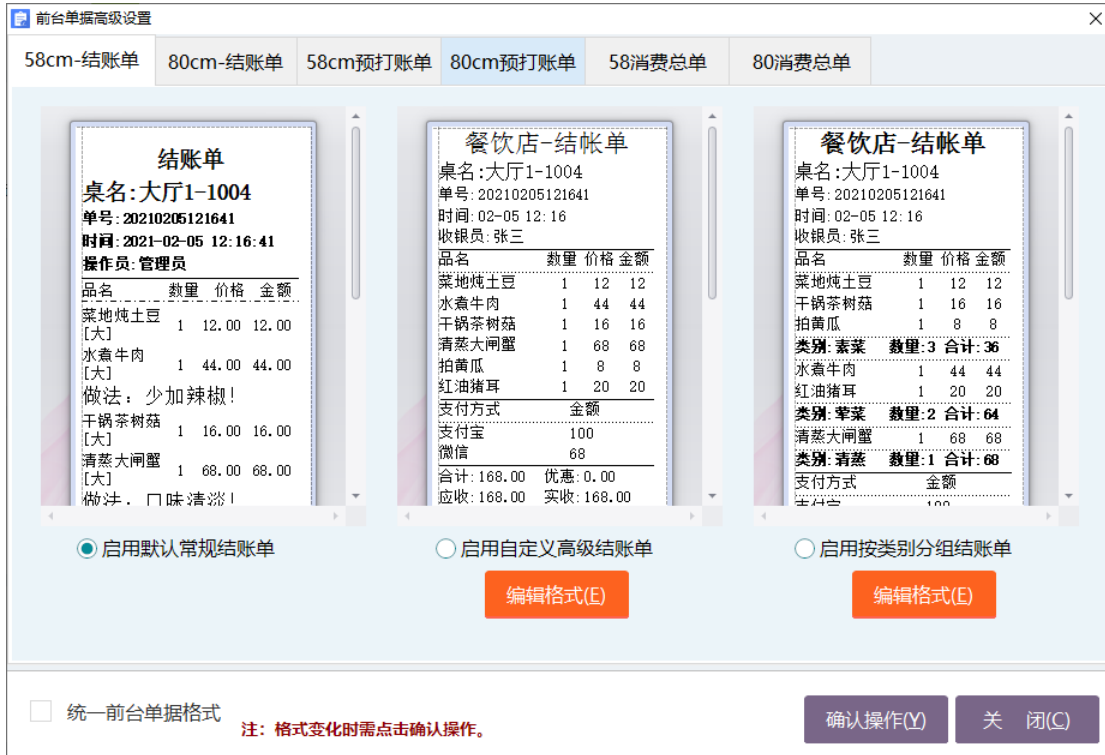 前台单据高级设置
58cm-结账单 80cm-结账单 58cm预打账单 80cm预打账单 58消费总单 80消费总单
结账单
桌名:大厅1-1004
单号:20210205121641
时间:2021-02-05 12:16:41
操作员:管理员
品名 数量 价格 金额
菜地炖土豆
[大] 1 12.00 12.00
水煮牛肉
[大] 1 44.00 44.00
做法：少加辣椒！
干锅茶树菇
[大] 1 16.00 16.00
清蒸大闸蟹
[大] 1 68.00 68.00
做法：口味清淡！
餐饮店-结帐单
桌名:大厅1-1004
单号:20210205121641
时间:02-05 12:16
收银员:张三
品名 数量 价格 金额
菜地炖土豆 1 12 12
水煮牛肉 1 44 44
干锅茶树菇 1 16 16
清蒸大闸蟹 1 68 68
拍黄瓜 1 8 8
红油猪耳 1 20 20
支付方式 金额
支付宝 100
微信 68
合计:168.00 优惠:0.00
应收:168.00 实收:168.00
餐饮店-结帐单
桌名:大厅1-1004
单号:20210205121641
时间:02-05 12:16
收银员:张三
品名 数量 价格 金额
菜地炖土豆 1 12 12
干锅茶树菇 1 16 16
拍黄瓜 1 8 8
类别:素菜 数量:3 合计:36
水煮牛肉 1 44 44
红油猪耳 1 20 20
类别:荤菜 数量:2 合计:64
清蒸大闸蟹 1 68 68
类别:清蒸 数量:1 合计:68
支付方式 金额
支付宝 100
启用默认常规结账单
启用自定义高级结账单
编辑格式(E)
启用按类别分组结账单
编辑格式(E)
统一前台单据格式
注：格式变化时需点击确认操作。
确认操作(Y)
关 闭(C)